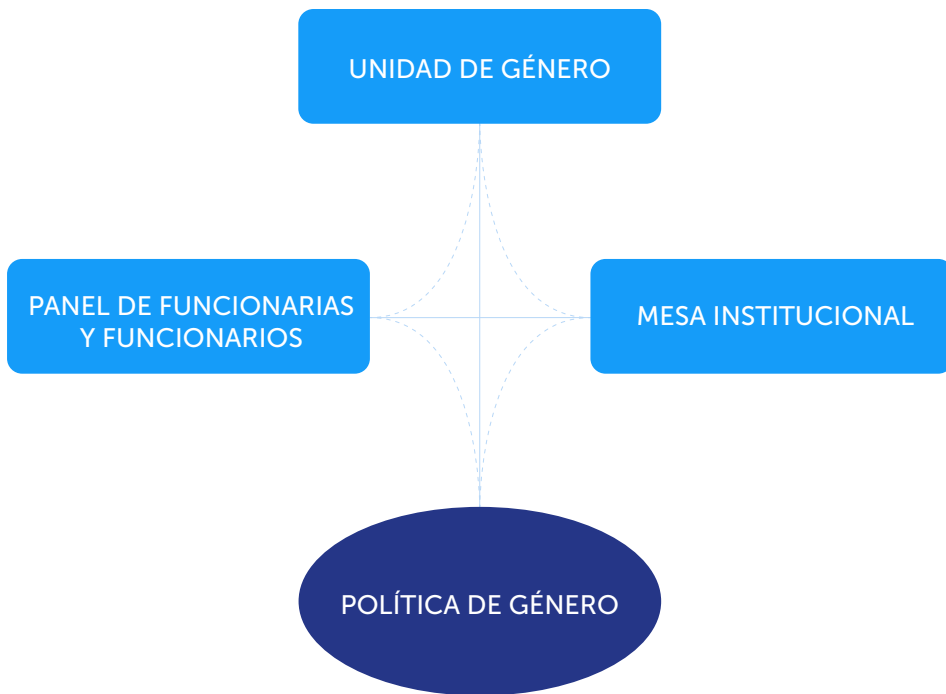 UNIDAD DE GÉNERO
PANEL DE FUNCIONARIAS
Y FUNCIONARIOS
MESA INSTITUCIONAL
POLÍTICA DE GÉNERO